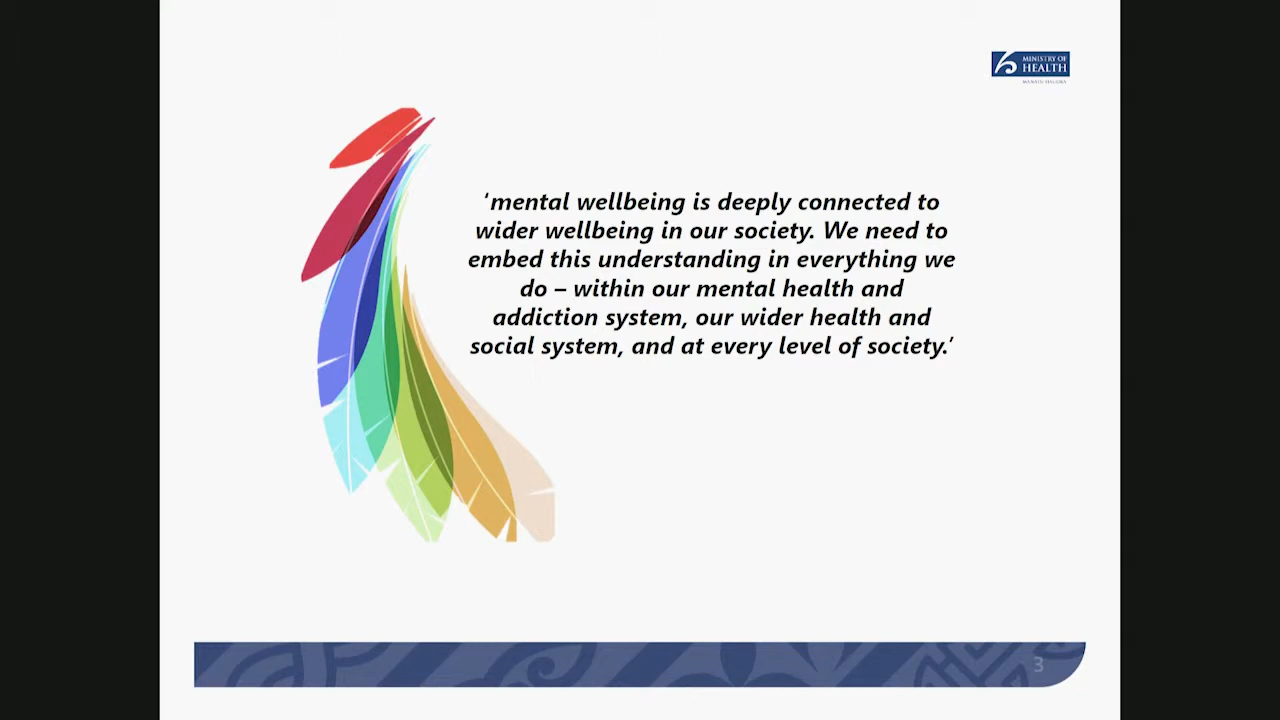 MINISTRY OF
HEALTH
MANATŪ HAUORA
‘mental wellbeing is deeply connected to
wider wellbeing in our society. We need to
embed this understanding in everything we
do – within our mental health and
addiction system, our wider health and
social system, and at every level of society.’
3